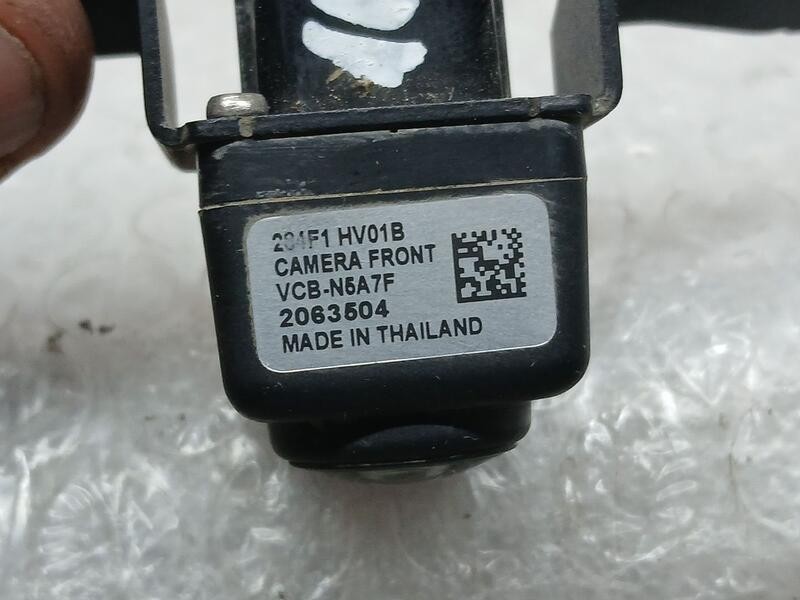 284F1 HV01B
CAMERA FRONT
VCB-N5A7F
2063504
MADE IN THAILAND